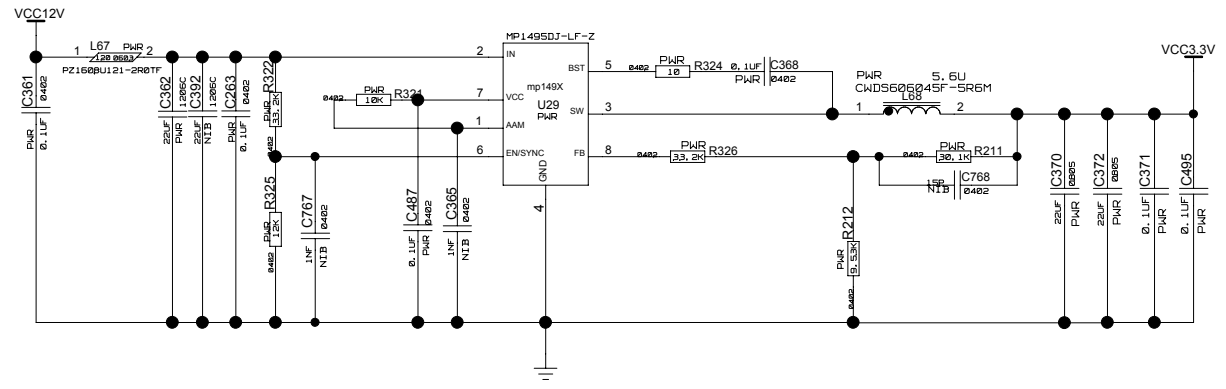 VCC12V
1
L67
PWR
2
120 0603
PZ1608U121-2R0TF
C361
0402
PWR
0.1UF
C362
1206C
22UF
PWR
C392
1206C
22UF
NIB
C263
0402
PWR
0.1UF
R322
PWR
33.2K
0402
R325
PWR
12K
0402
C767
0402
1NF
NIB
0402
PWR
10K
R321
C487
0402
0.1UF
PWR
C365
0402
1NF
NIB
MP1495DJ-LF-Z
2
IN
7
VCC
1
AAM
6
EN/SYNC
mp149X
U29
PWR
BST
5
SW
3
FB
8
GND
4
0402
PWR
10
R324
0.1UF
C368
PWR
0402
PWR
5.6U
CWD5606045F-5R6M
1
L68
2
0402
PWR
33.2K
R326
PWR
0402
30.1K
R211
15P
C768
NIB
0402
R212
PWR
9.53K
0402
C370
0805
22UF
PWR
C372
0805
22UF
PWR
C371
0.1UF
PWR
C495
0.1UF
PWR
VCC3.3V